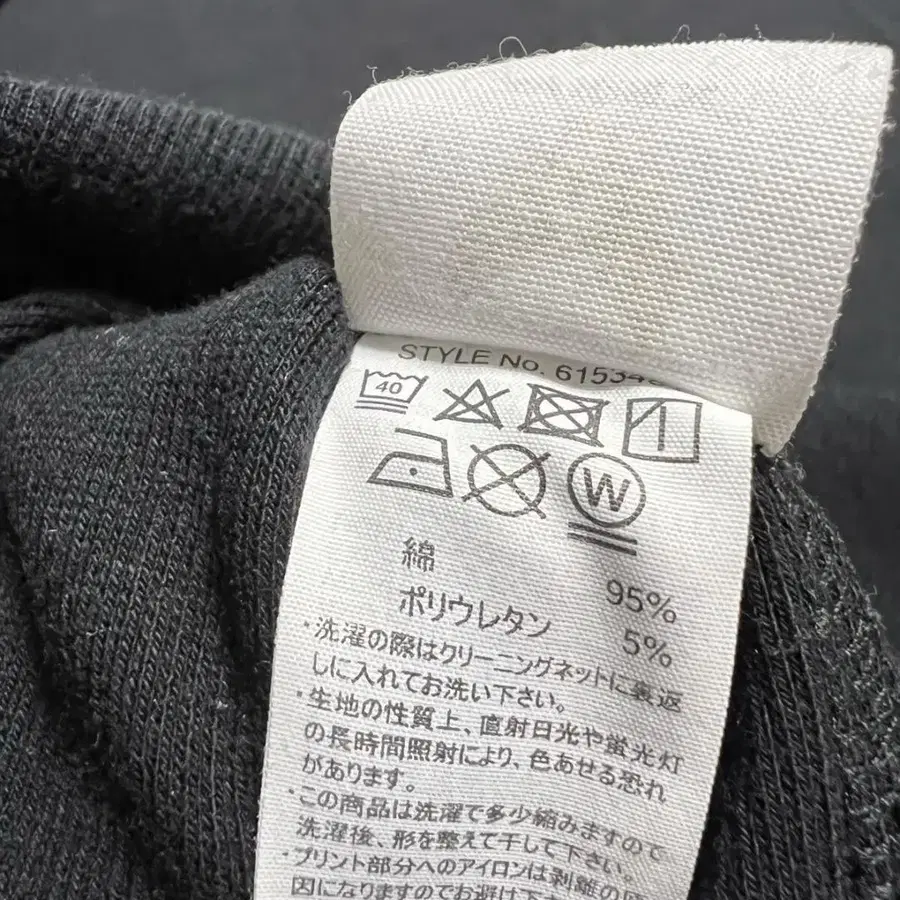 STYLE No. 61534
40
W
綿 95%
ポリウレタン 5%
・洗濯の際はクリーニングネットに裏返
しに入れてお洗い下さい。
・生地の性質上、直射日光や蛍光灯
の長時間照射により、色あせる恐れ
があります。
・この商品は洗濯で多少縮みますので
洗濯後、形を整えて干して下さい。
・プリント部分へのアイロンは剥離の原
因になりますのでお避け下